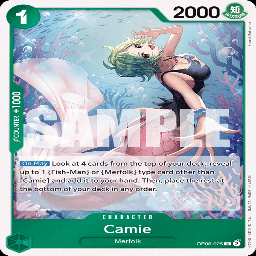 1
2000
COUNTER +1000
SAMPLE
On Play Look at 4 cards from the top of your deck; reveal
up to 1 {Fish-Man} or {Merfolk} type card other than
[Camie] and add it to your hand. Then, place the rest at
the bottom of your deck in any order.
CHARACTER
Camie
Merfolk